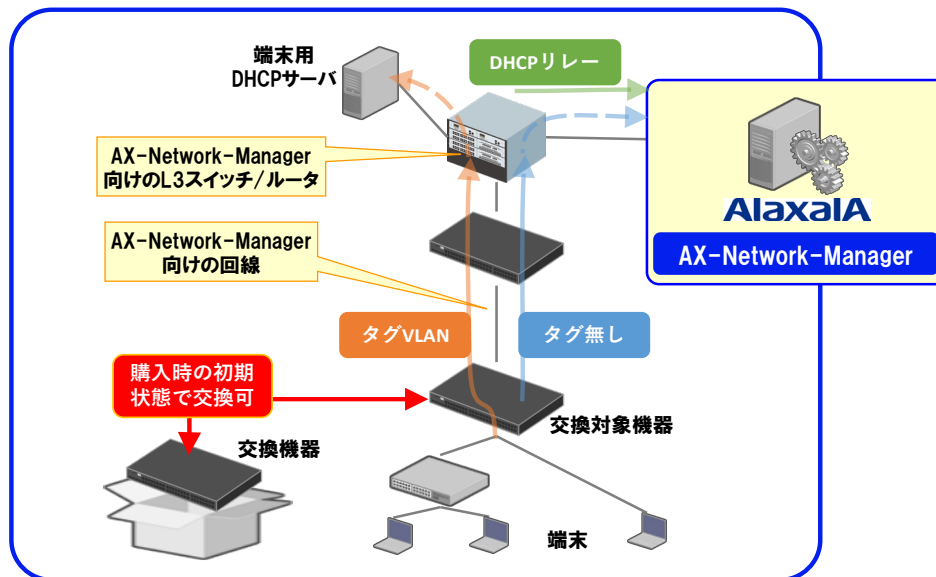 端末用
DHCPサーバ
DHCPリレー
AX-Network-Manager
向けのL3スイッチ/ルータ
AlaxalA
AX-Network-Manager
AX-Network-Manager
向けの回線
タグVLAN
タグ無し
購入時の初期
状態で交換可
交換対象機器
交換機器
端末